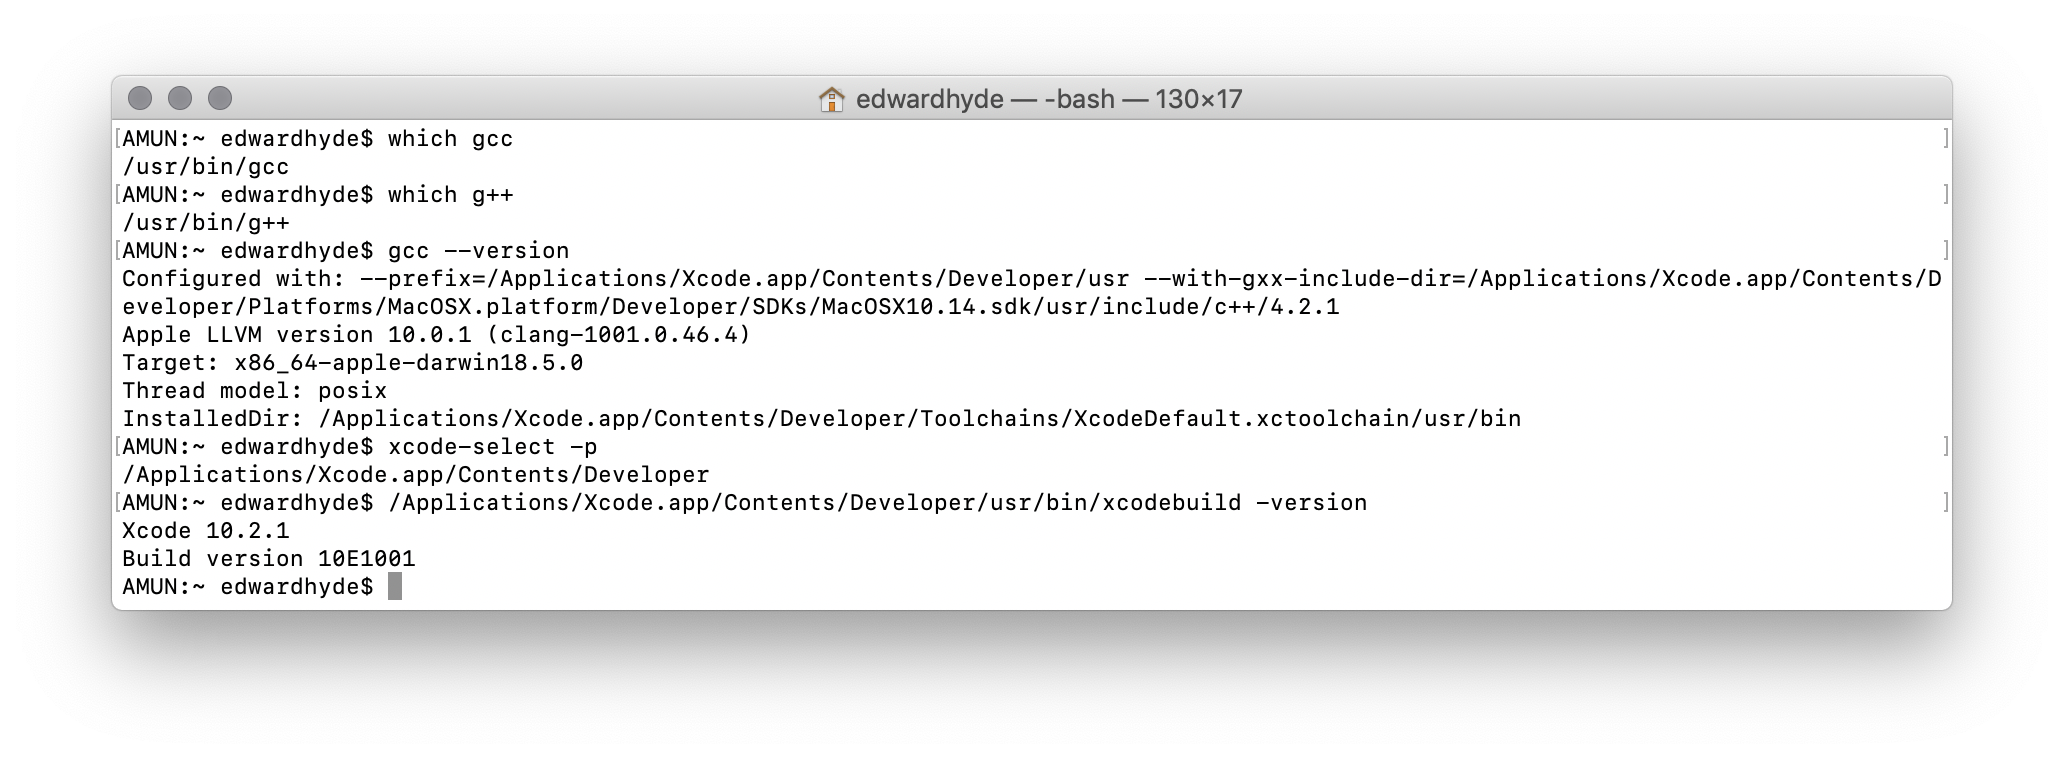 edwardhyde — -bash — 130×17
[AMUN:~ edwardhyde$ which gcc ]
/usr/bin/gcc
[AMUN:~ edwardhyde$ which g++ ]
/usr/bin/g++
[AMUN:~ edwardhyde$ gcc --version ]
Configured with: --prefix=/Applications/Xcode.app/Contents/Developer/usr --with-gxx-include-dir=/Applications/Xcode.app/Contents/D
eveloper/Platforms/MacOSX.platform/Developer/SDKs/MacOSX10.14.sdk/usr/include/c++/4.2.1
Apple LLVM version 10.0.1 (clang-1001.0.46.4)
Target: x86_64-apple-darwin18.5.0
Thread model: posix
InstalledDir: /Applications/Xcode.app/Contents/Developer/Toolchains/XcodeDefault.xctoolchain/usr/bin
[AMUN:~ edwardhyde$ xcode-select -p ]
/Applications/Xcode.app/Contents/Developer
[AMUN:~ edwardhyde$ /Applications/Xcode.app/Contents/Developer/usr/bin/xcodebuild -version ]
Xcode 10.2.1
Build version 10E1001
AMUN:~ edwardhyde$